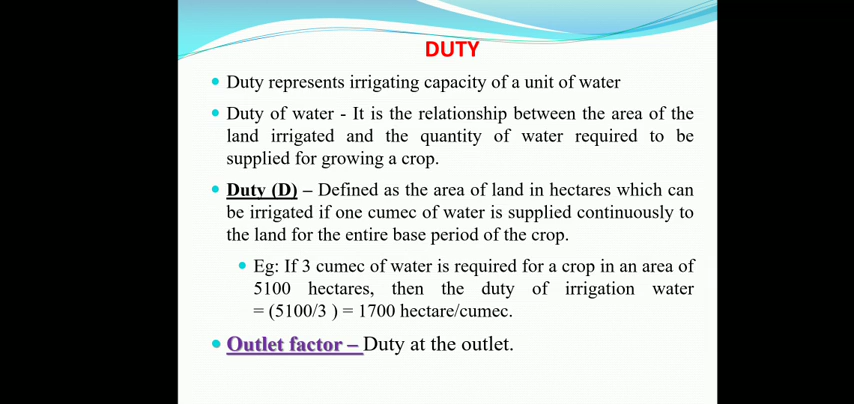 DUTY
• Duty represents irrigating capacity of a unit of water
• Duty of water - It is the relationship between the area of the
land irrigated and the quantity of water required to be
supplied for growing a crop.
• Duty (D) – Defined as the area of land in hectares which can
be irrigated if one cumec of water is supplied continuously to
the land for the entire base period of the crop.
• Eg: If 3 cumec of water is required for a crop in an area of
5100 hectares, then the duty of irrigation water
= (5100/3 ) = 1700 hectare/cumec.
• Outlet factor – Duty at the outlet.